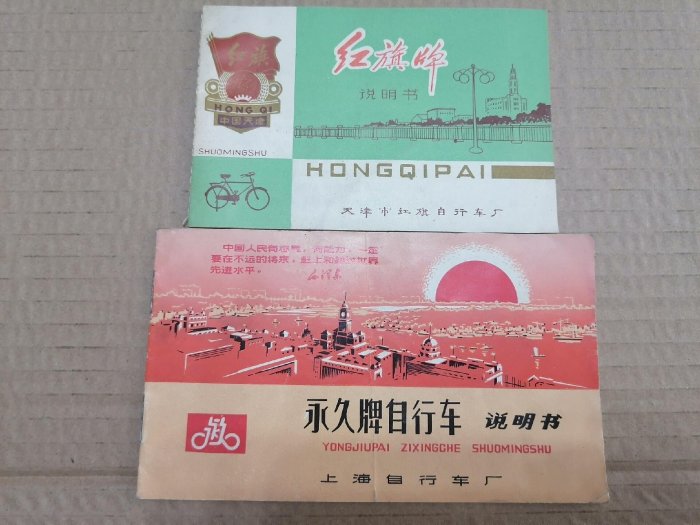 红旗
HONG QI
中国天津
SHUOMINGSHU
红旗牌
说明书
HONGQIPAI
天津市红旗自行车厂
中国人民有志气,有能力,一定
要在不远的将来,赶上和超过世界
先进水平。
毛泽东
永久牌自行车 说明书
YONGJIUPAI ZIXINGCHE SHUOMINGSHU
上海自行车厂